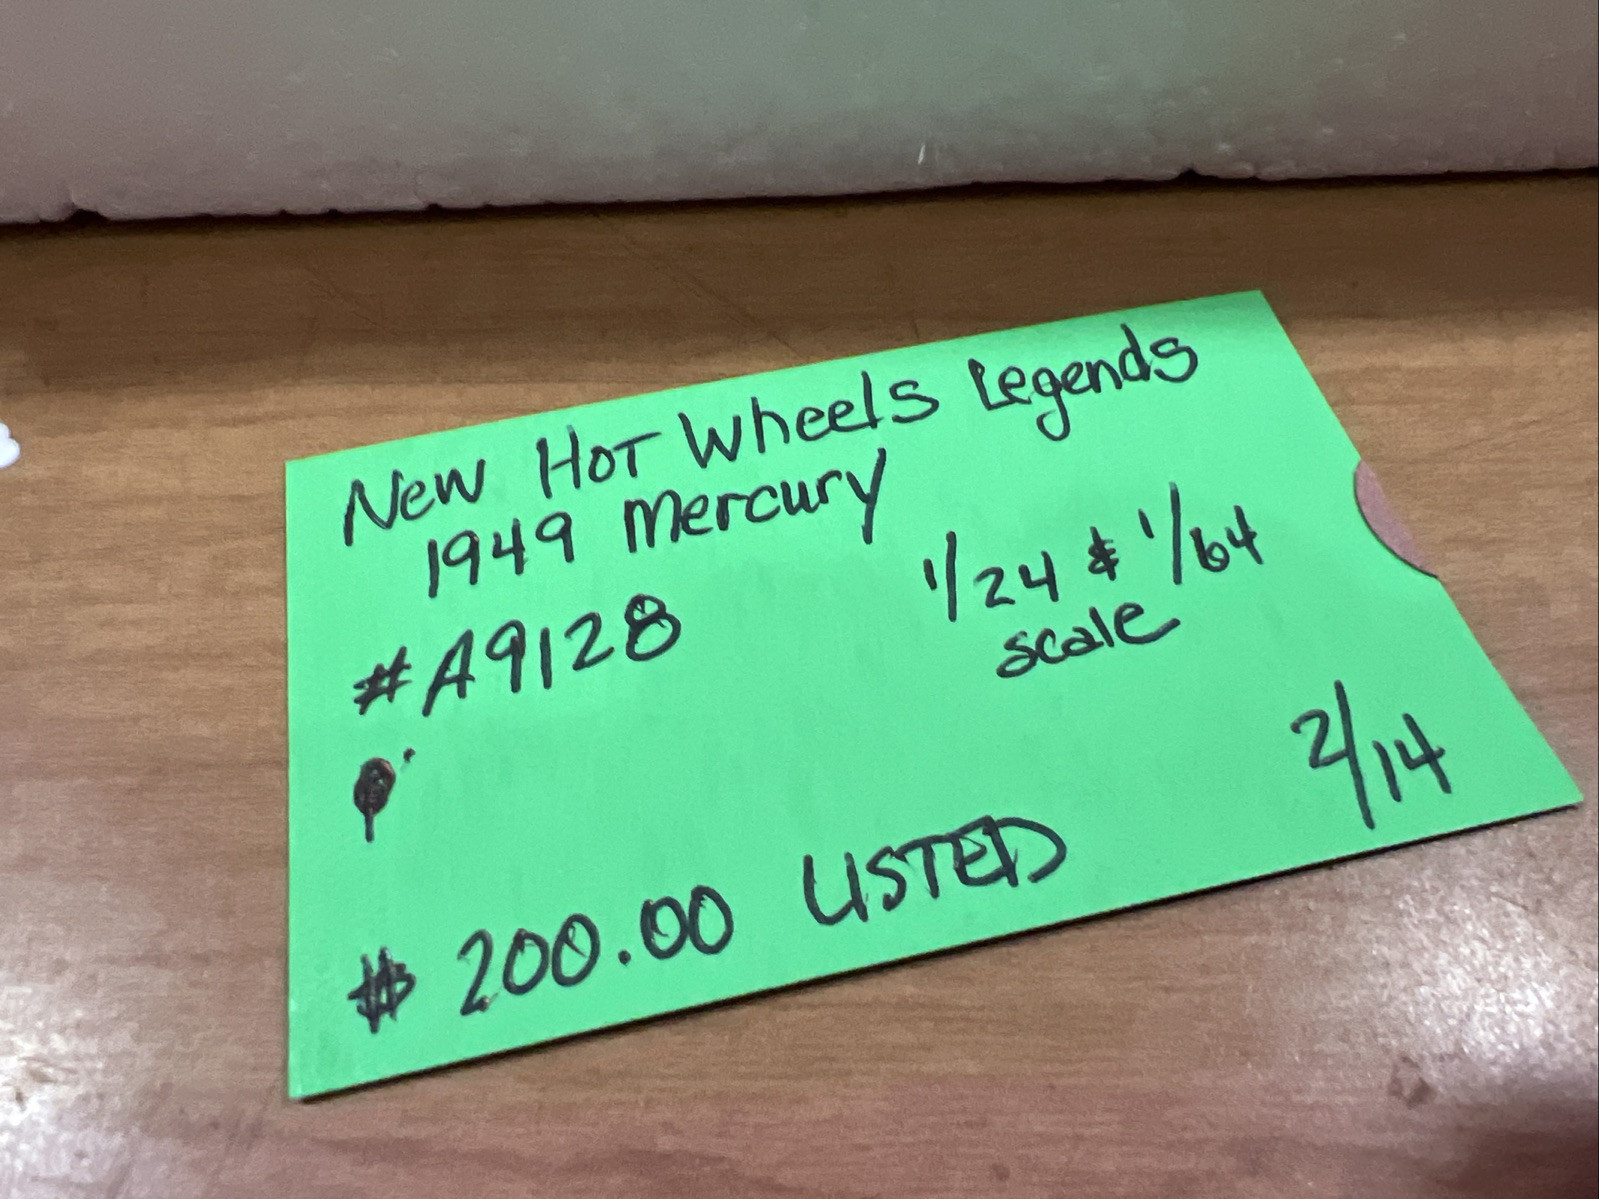 New Hot Wheels Legends
1949 Mercury
#A9128
1/24 & 1/64
scale
2/14
$ 200.00 LISTED